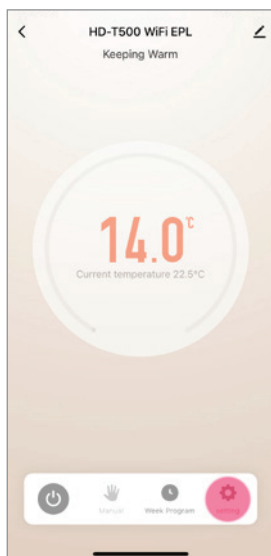 HD-T500 WiFi EPL
Keeping Warm
14.0℃
Current temperature 22.5°C
Manual
Week Program